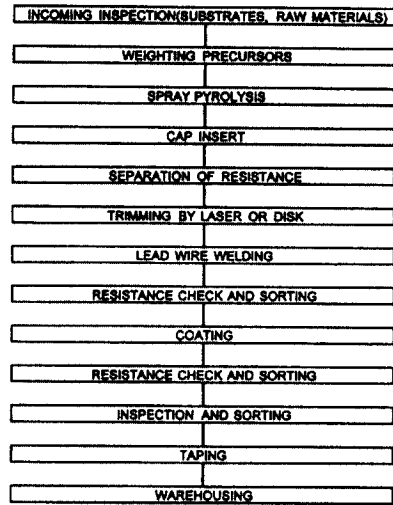 INCOMING INSPECTION(SUBSTRATES, RAW MATERIALS)
WEIGHTING PRECURSORS
SPRAY PYROLYSIS
CAP INSERT
SEPARATION OF RESISTANCE
TRIMMING BY LASER OR DISK
LEAD WIRE WELDING
RESISTANCE CHECK AND SORTING
COATING
RESISTANCE CHECK AND SORTING
INSPECTION AND SORTING
TAPING
WAREHOUSING